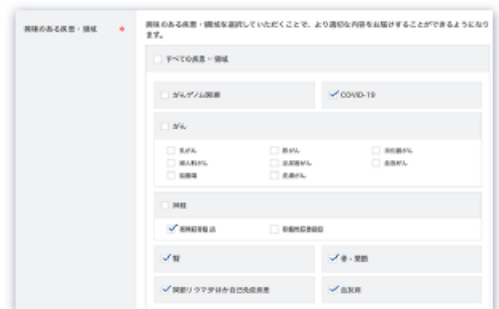 興味のある疾患・領域
興味のある疾患・領域を選択していただくことで、より適切な内容をお届けすることができるようになります。
すべての疾患・領域
がんゲノム医療
COVID-19
がん
乳がん
肺がん
消化器がん
婦人科がん
泌尿器がん
血液がん
脳腫瘍
皮膚がん
神経
腎
骨・関節
関節リウマチほか自己免疫疾患
血友病